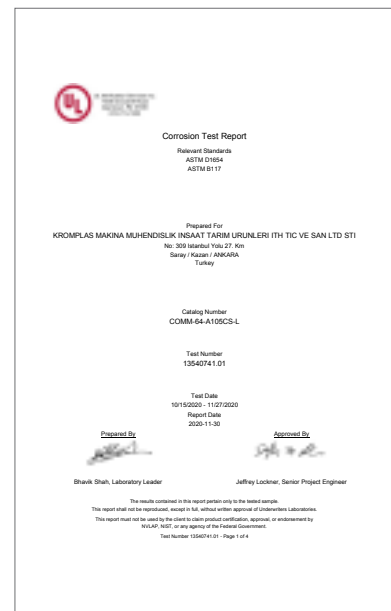 UL
Corrosion Test Report
Relevant Standards
ASTM D1654
ASTM B117
Prepared For
KROMPLAS MAKINA MUHENDISLIK INSAAT TARIM URUNLERI ITH TIC VE SAN LTD STI
No: 309 Istanbul Yolu 27. Km
Saray / Kazan / ANKARA
Turkey
Catalog Number
COMM-64-A105CS-L
Test Number
13540741.01
Test Date
10/15/2020 - 11/27/2020
Report Date
2020-11-30
Prepared By Approved By
Bhavik Shah, Laboratory Leader Jeffrey Lockner, Senior Project Engineer
The results contained in this report pertain only to the tested sample.
This report shall not be reproduced, except in full, without written approval of Underwriters Laboratories.
This report must not be used by the client to claim product certification, approval, or endorsement by
NVLAP, NIST, or any agency of the Federal Government.
Test Number 13540741.01 - Page 1 of 4